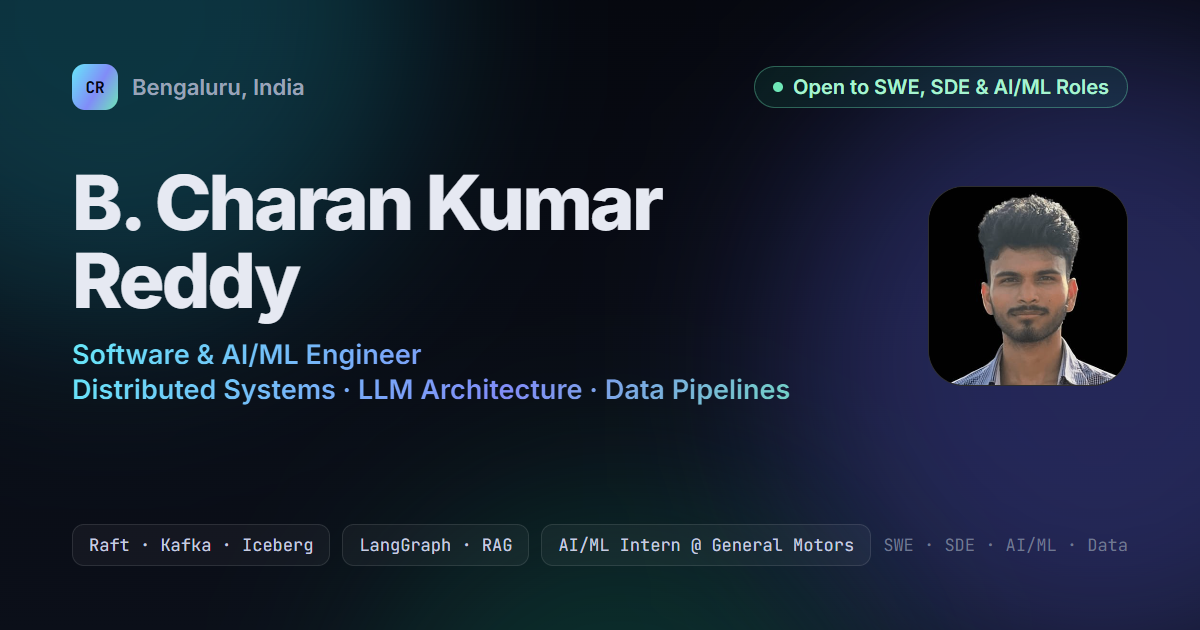 CR
Bengaluru, India
Open to SWE, SDE & AI/ML Roles
B. Charan Kumar
Reddy
Software & AI/ML Engineer
Distributed Systems · LLM Architecture · Data Pipelines
Raft · Kafka · Iceberg
LangGraph · RAG
AI/ML Intern @ General Motors
SWE · SDE · AI/ML · Data